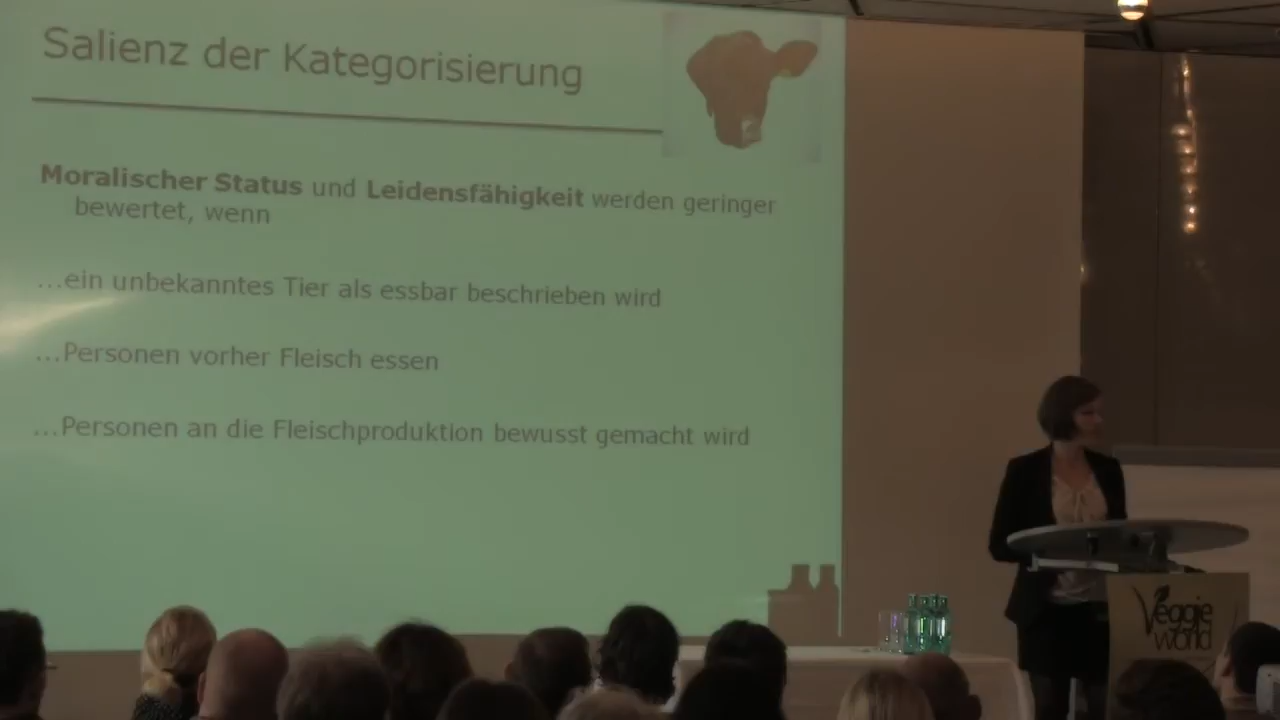 Salienz der Kategorisierung
Moralischer Status und Leidensfähigkeit werden geringer
bewertet, wenn
...ein unbekanntes Tier als essbar beschrieben wird
...Personen vorher Fleisch essen
...Personen an die Fleischproduktion bewusst gemacht wird
Veggie
world